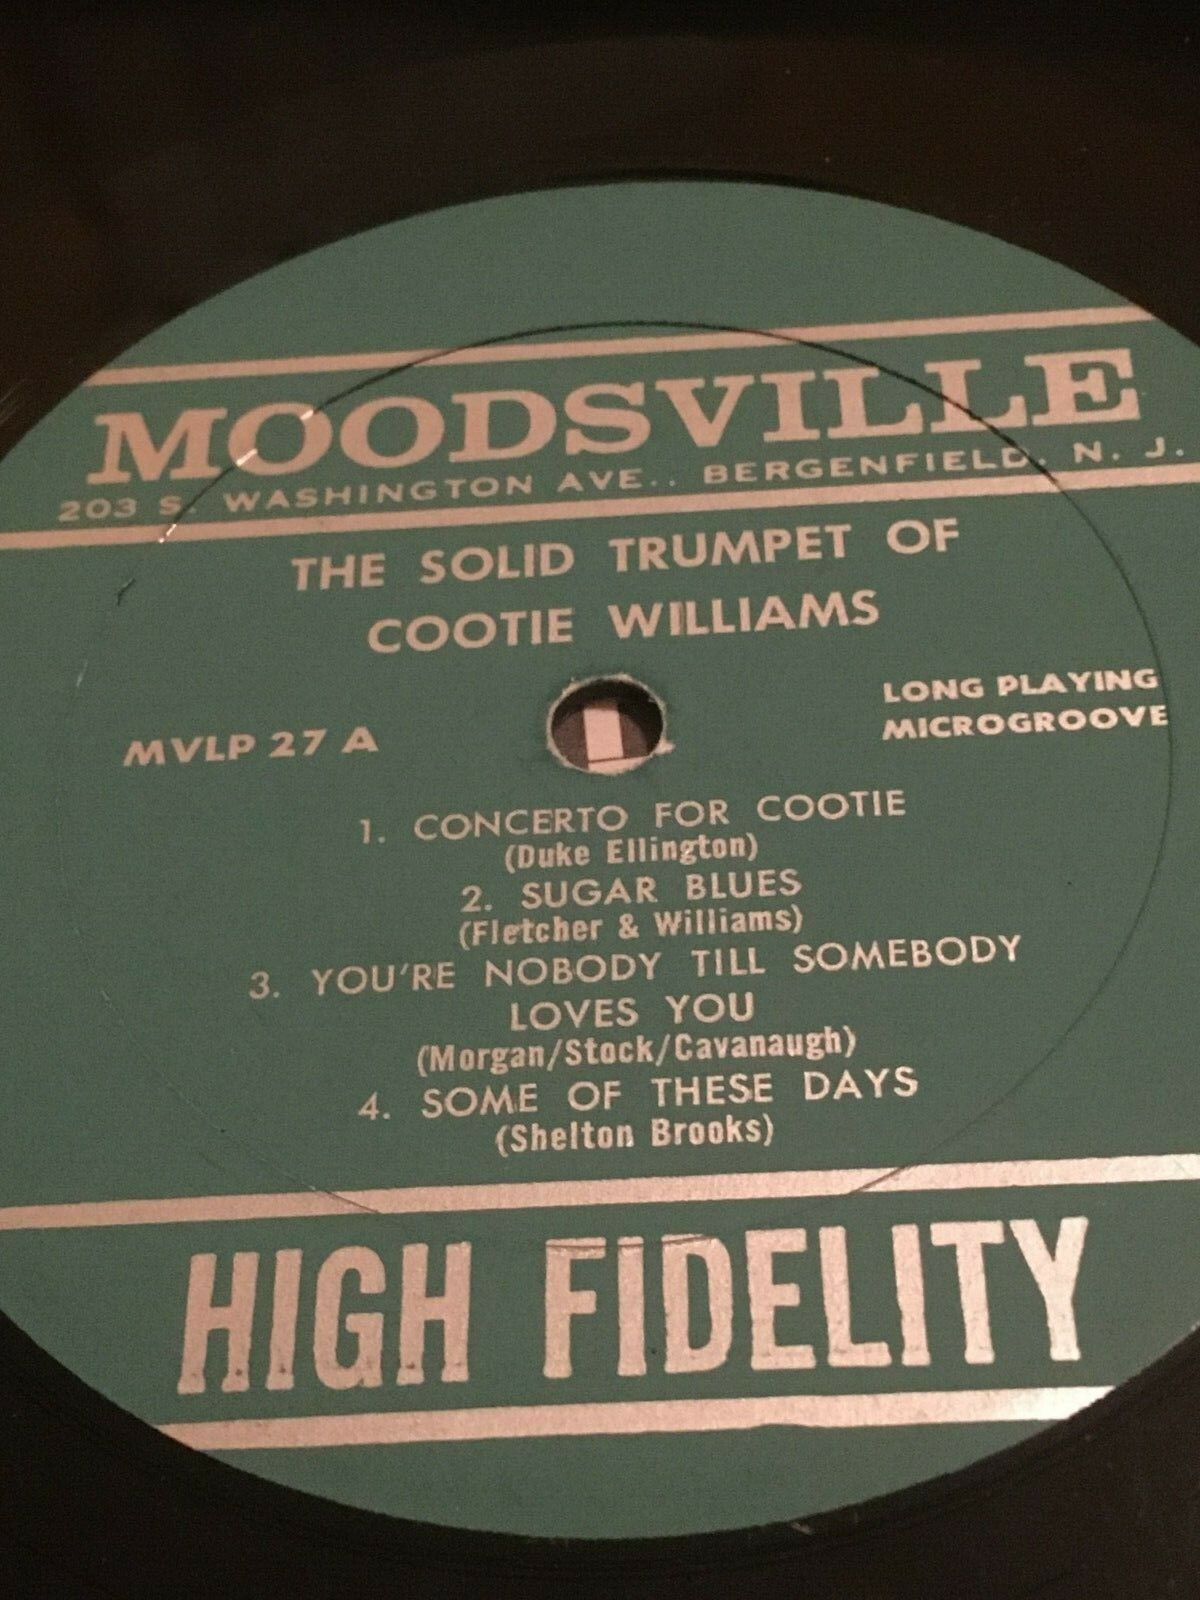 MOODSVILLE
203 S. WASHINGTON AVE., BERGENFIELD, N. J.
THE SOLID TRUMPET OF
COOTIE WILLIAMS
LONG PLAYING
MICROGROOVE
MVLP 27 A
1. CONCERTO FOR COOTIE
(Duke Ellington)
2. SUGAR BLUES
(Fletcher & Williams)
3. YOU'RE NOBODY TILL SOMEBODY
LOVES YOU
(Morgan/Stock/Cavanaugh)
4. SOME OF THESE DAYS
(Shelton Brooks)
HIGH FIDELITY